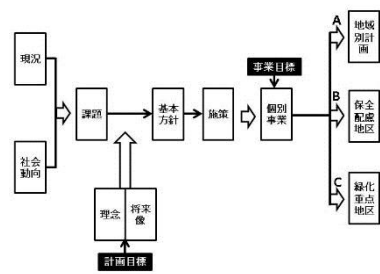 現況
社会
動向
課題
理念
将来
像
計画目標
基本
方針
施策
事業目標
個別
事業
A
地域
別計
画
B
保全
配慮
地区
C
緑化
重点
地区